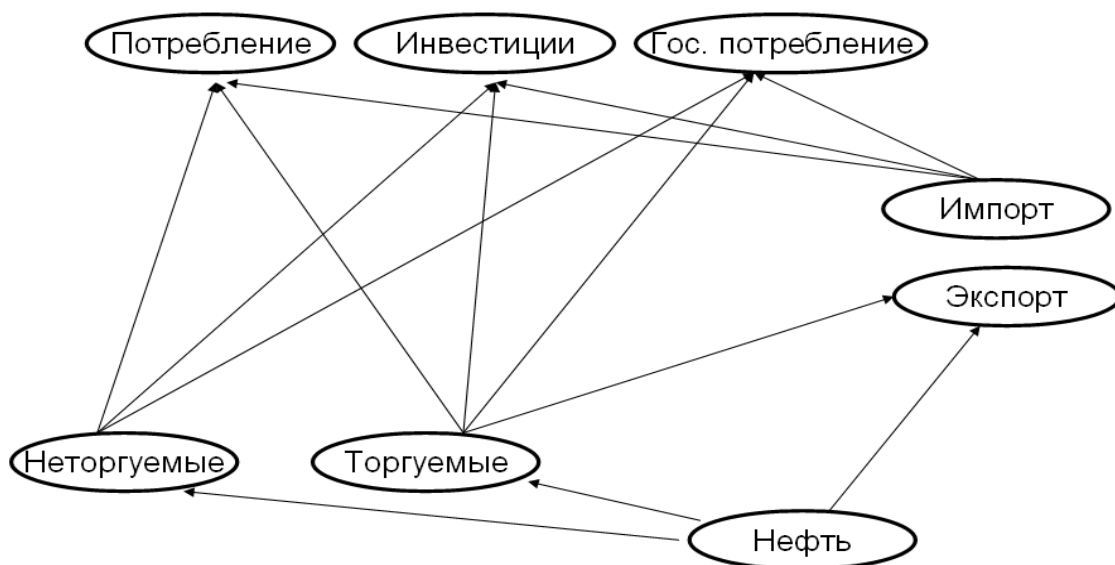 Потребление
Инвестиции
Гос. потребление
Импорт
Экспорт
Неторгуемые
Торгуемые
Нефть